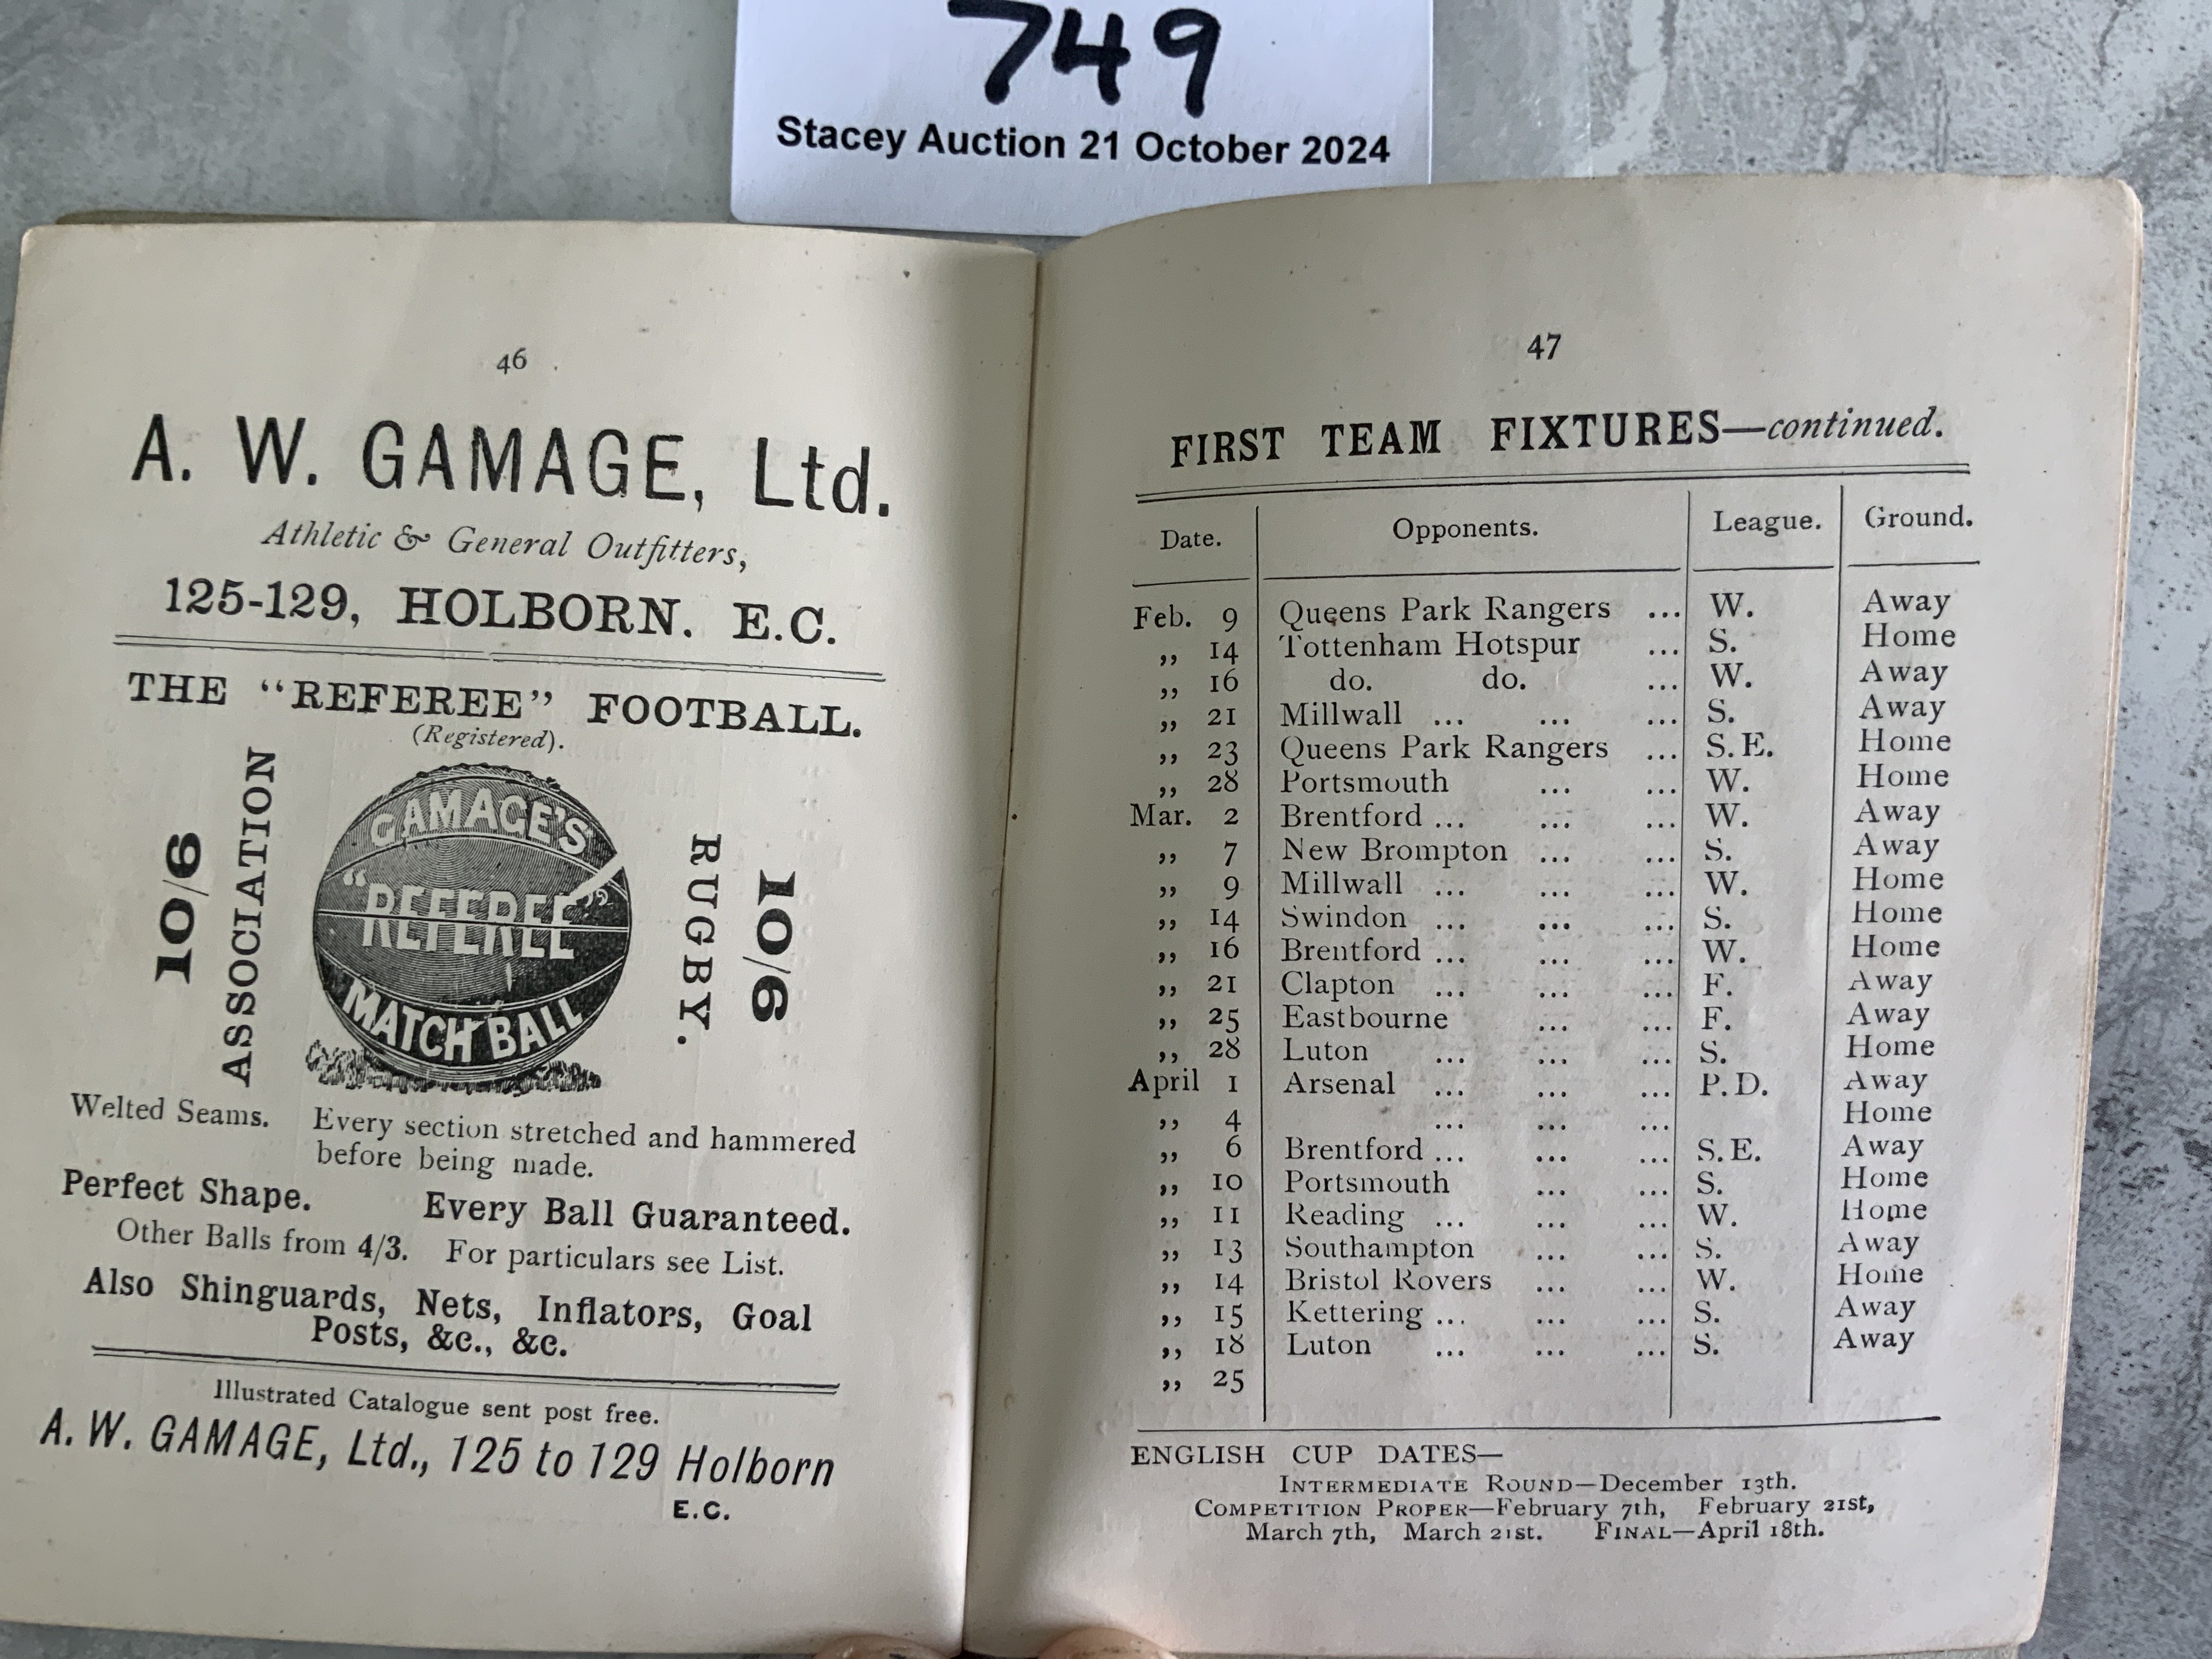 749
Stacey Auction 21 October 2024
46
A. W. GAMAGE, Ltd.
Athletic & General Outfitters,
125-129, HOLBORN. E.C.
THE "REFEREE" FOOTBALL.
(Registered).
10/6
ASSOCIATION
GAMAGE'S
"REFEREE"
MATCH BALL
RUGBY.
10/6
Welted Seams. Every section stretched and hammered
before being made.
Perfect Shape. Every Ball Guaranteed.
Other Balls from 4/3. For particulars see List.
Also Shinguards, Nets, Inflators, Goal
Posts, &c., &c.
Illustrated Catalogue sent post free.
A. W. GAMAGE, Ltd., 125 to 129 Holborn
E.C.
47
FIRST TEAM FIXTURES—continued.
Date. Opponents. League. Ground.
Feb. 9 Queens Park Rangers ... W. Away
,, 14 Tottenham Hotspur ... S. Home
,, 16 do. do. ... W. Away
,, 21 Millwall ... ... ... S. Away
,, 23 Queens Park Rangers ... S.E. Home
,, 28 Portsmouth ... ... W. Home
Mar. 2 Brentford ... ... ... W. Away
,, 7 New Brompton ... ... S. Away
,, 9 Millwall ... ... ... W. Home
,, 14 Swindon ... ... ... S. Home
,, 16 Brentford ... ... ... W. Home
,, 21 Clapton ... ... ... F. Away
,, 25 Eastbourne ... ... F. Away
,, 28 Luton ... ... ... S. Home
April 1 Arsenal ... ... ... P.D. Away
,, 4 ... ... ... Home
,, 6 Brentford ... ... ... S.E. Away
,, 10 Portsmouth ... ... S. Home
,, 11 Reading ... ... ... W. Home
,, 13 Southampton ... ... S. Away
,, 14 Bristol Rovers ... ... W. Home
,, 15 Kettering ... ... ... S. Away
,, 18 Luton ... ... ... S. Away
,, 25
ENGLISH CUP DATES—
INTERMEDIATE ROUND—December 13th.
COMPETITION PROPER—February 7th, February 21st,
March 7th, March 21st. FINAL—April 18th.